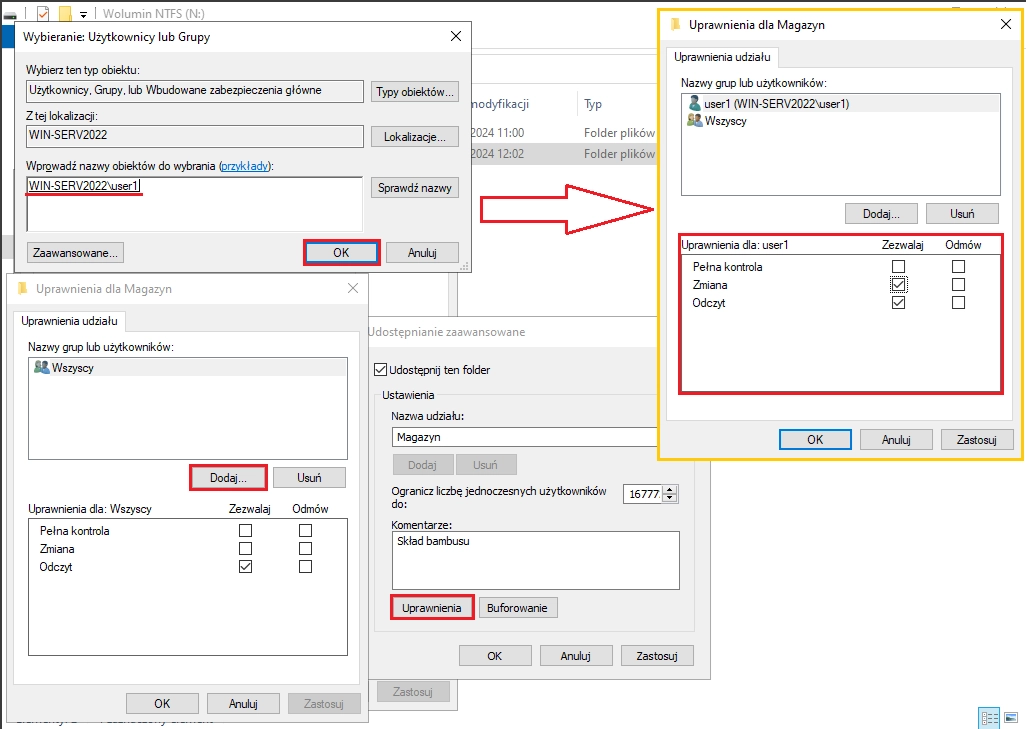 Wolumin NTFS (N:)
Wybieranie: Użytkownicy lub Grupy
Wybierz ten typ obiektu:
Użytkownicy, Grupy, lub Wbudowane zabezpieczenia główne
Typy obiektów...
Z tej lokalizacji:
WIN-SERV2022
Lokalizacje...
Wprowadź nazwy obiektów do wybrania (przykłady):
WIN-SERV2022\user1
Sprawdź nazwy
Zaawansowane...
OK
Anuluj
modyfikacji
Typ
2024 11:00
Folder plików
2024 12:02
Folder plików
Uprawnienia dla Magazyn
Uprawnienia udziału
Nazwy grup lub użytkowników:
user1 (WIN-SERV2022\user1)
Wszyscy
Dodaj...
Usuń
Uprawnienia dla: user1
Zezwalaj
Odmów
Pełna kontrola
Zmiana
Odczyt
OK
Anuluj
Zastosuj
Uprawnienia dla Magazyn
Uprawnienia udziału
Nazwy grup lub użytkowników:
Wszyscy
Dodaj...
Usuń
Uprawnienia dla: Wszyscy
Zezwalaj
Odmów
Pełna kontrola
Zmiana
Odczyt
OK
Anuluj
Zastosuj
Udostępnianie zaawansowane
Udostępnij ten folder
Ustawienia
Nazwa udziału:
Magazyn
Dodaj
Usuń
Ogranicz liczbę jednoczesnych użytkowników
do:
16777
Komentarze:
Skład bambusu
Uprawnienia
Buforowanie
OK
Anuluj
Zastosuj
Zastosuj